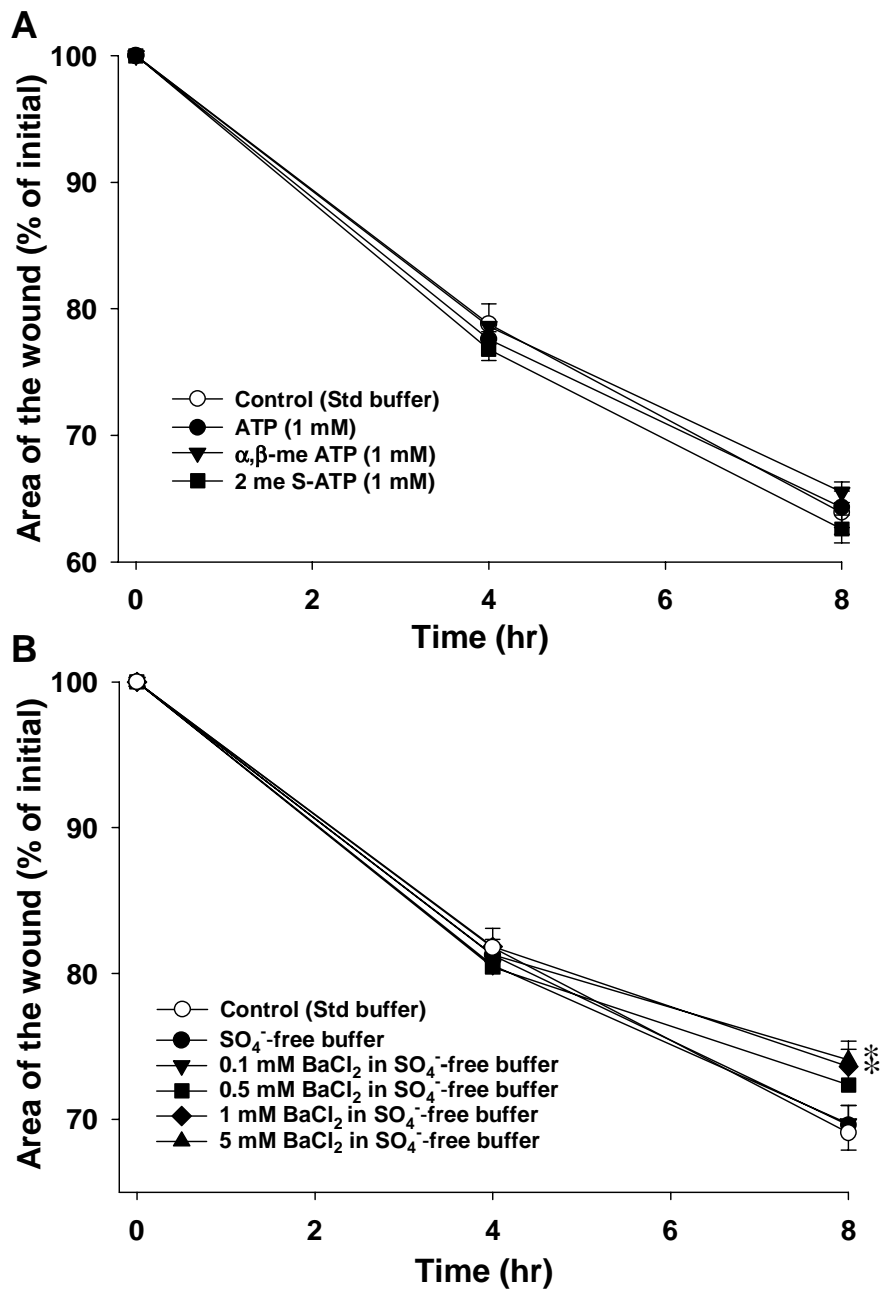 A
Area of the wound (% of initial)
100
90
80
70
60
Control (Std buffer)
ATP (1 mM)
α,β-me ATP (1 mM)
2 me S-ATP (1 mM)
0 2 4 6 8
Time (hr)
B
Area of the wound (% of initial)
100
90
80
70
Control (Std buffer)
SO₄⁻-free buffer
0.1 mM BaCl₂ in SO₄⁻-free buffer
0.5 mM BaCl₂ in SO₄⁻-free buffer
1 mM BaCl₂ in SO₄⁻-free buffer
5 mM BaCl₂ in SO₄⁻-free buffer
*
*
0 2 4 6 8
Time (hr)